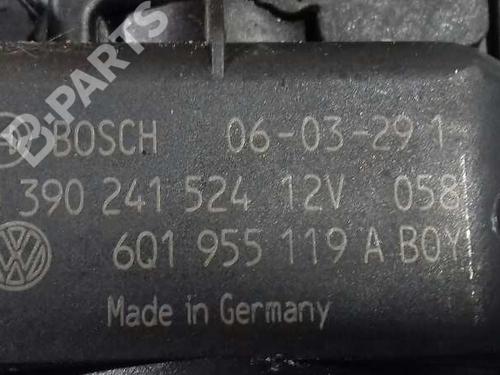 B-PARTS
BOSCH 06-03-29 1
390 241 524 12V 058
6Q1 955 119 A BOY
Made in Germany